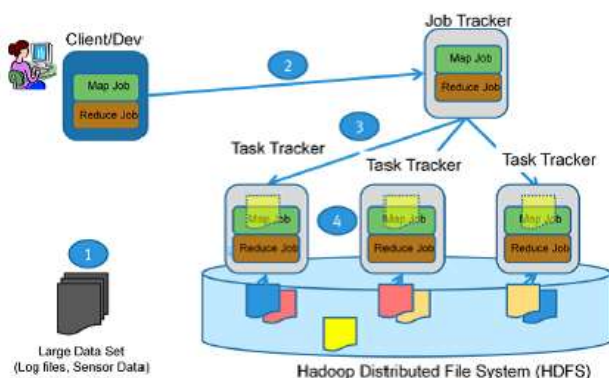 Job Tracker
Client/Dev
Map Job
Reduce Job
2
Map Job
Reduce Job
3
Task Tracker
Task Tracker
Task Tracker
Map Job
Reduce Job
4
Map Job
Reduce Job
Map Job
Reduce Job
1
Large Data Set
(Log files, Sensor Data)
Hadoop Distributed File System (HDFS)